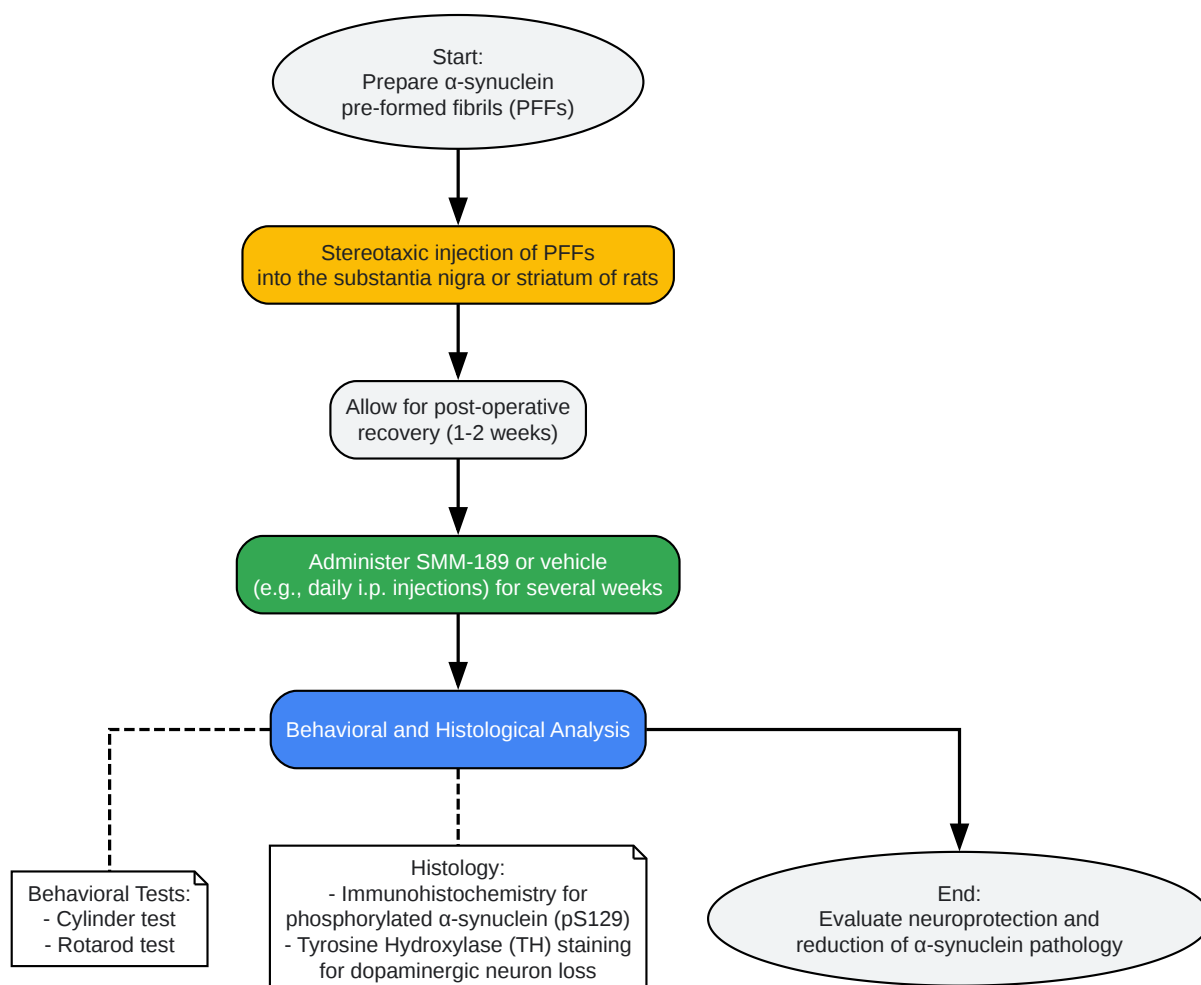 Start:
Prepare α-synuclein
pre-formed fibrils (PFFs)
Stereotaxic injection of PFFs
into the substantia nigra or striatum of rats
Allow for post-operative
recovery (1-2 weeks)
Administer SMM-189 or vehicle
(e.g., daily i.p. injections) for several weeks
Behavioral and Histological Analysis
Behavioral Tests:
- Cylinder test
- Rotarod test
Histology:
- Immunohistochemistry for
phosphorylated α-synuclein (pS129)
- Tyrosine Hydroxylase (TH) staining
for dopaminergic neuron loss
End:
Evaluate neuroprotection and
reduction of α-synuclein pathology